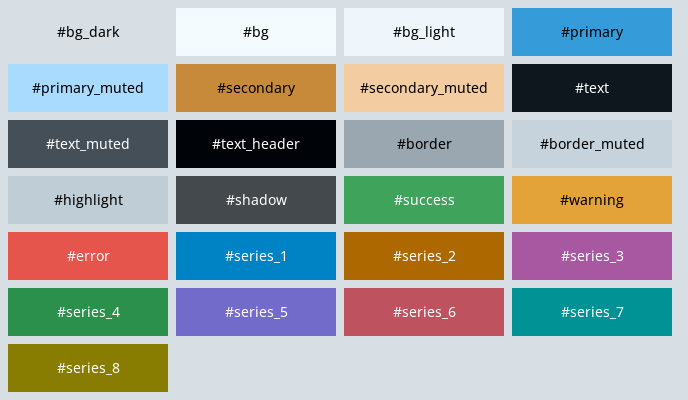 #bg_dark
#bg
#bg_light
#primary
#primary_muted
#secondary
#secondary_muted
#text
#text_muted
#text_header
#border
#border_muted
#highlight
#shadow
#success
#warning
#error
#series_1
#series_2
#series_3
#series_4
#series_5
#series_6
#series_7
#series_8